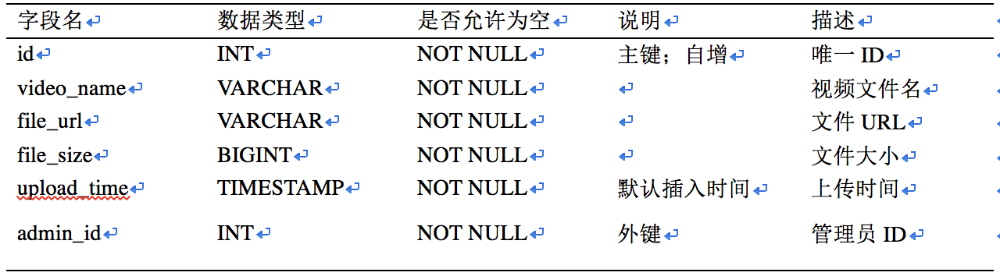 字段名 数据类型 是否允许为空 说明 描述
id INT NOT NULL 主键；自增 唯一 ID
video_name VARCHAR NOT NULL 视频文件名
file_url VARCHAR NOT NULL 文件 URL
file_size BIGINT NOT NULL 文件大小
upload_time TIMESTAMP NOT NULL 默认插入时间 上传时间
admin_id INT NOT NULL 外键 管理员 ID